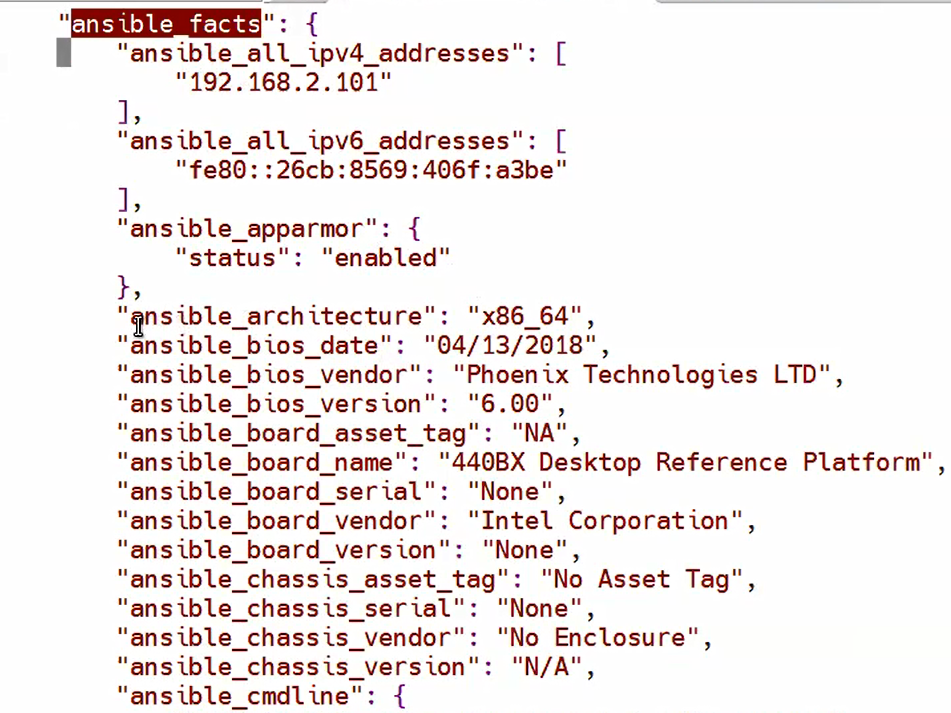 "ansible_facts": {
"ansible_all_ipv4_addresses": [
"192.168.2.101"
],
"ansible_all_ipv6_addresses": [
"fe80::26cb:8569:406f:a3be"
],
"ansible_apparmor": {
"status": "enabled"
},
"ansible_architecture": "x86_64",
"ansible_bios_date": "04/13/2018",
"ansible_bios_vendor": "Phoenix Technologies LTD",
"ansible_bios_version": "6.00",
"ansible_board_asset_tag": "NA",
"ansible_board_name": "440BX Desktop Reference Platform",
"ansible_board_serial": "None",
"ansible_board_vendor": "Intel Corporation",
"ansible_board_version": "None",
"ansible_chassis_asset_tag": "No Asset Tag",
"ansible_chassis_serial": "None",
"ansible_chassis_vendor": "No Enclosure",
"ansible_chassis_version": "N/A",
"ansible_cmdline": {